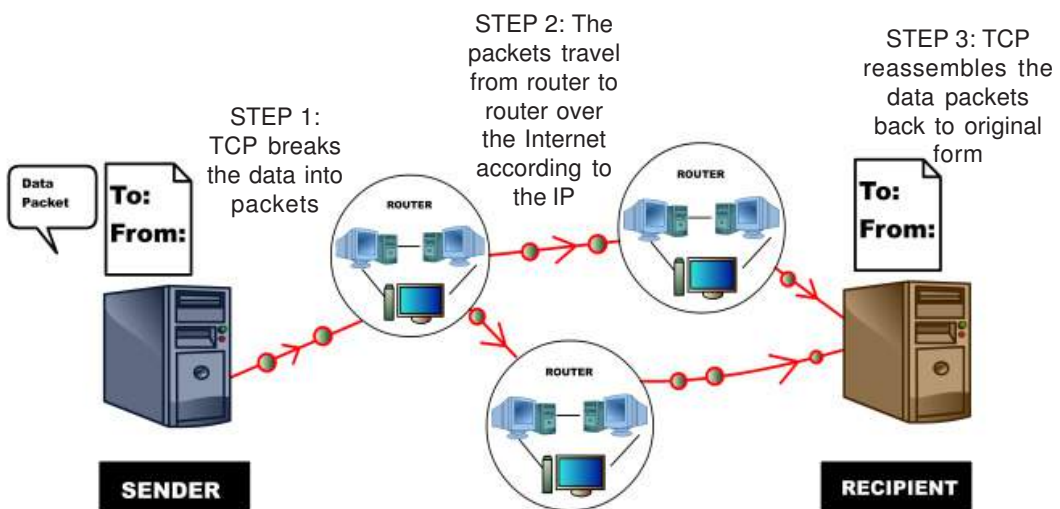 STEP 1:
TCP breaks
the data into
packets
STEP 2: The
packets travel
from router to
router over
the Internet
according to
the IP
STEP 3: TCP
reassembles the
data packets
back to original
form
Data
Packet
To:
From:
ROUTER
ROUTER
ROUTER
To:
From:
SENDER
RECIPIENT